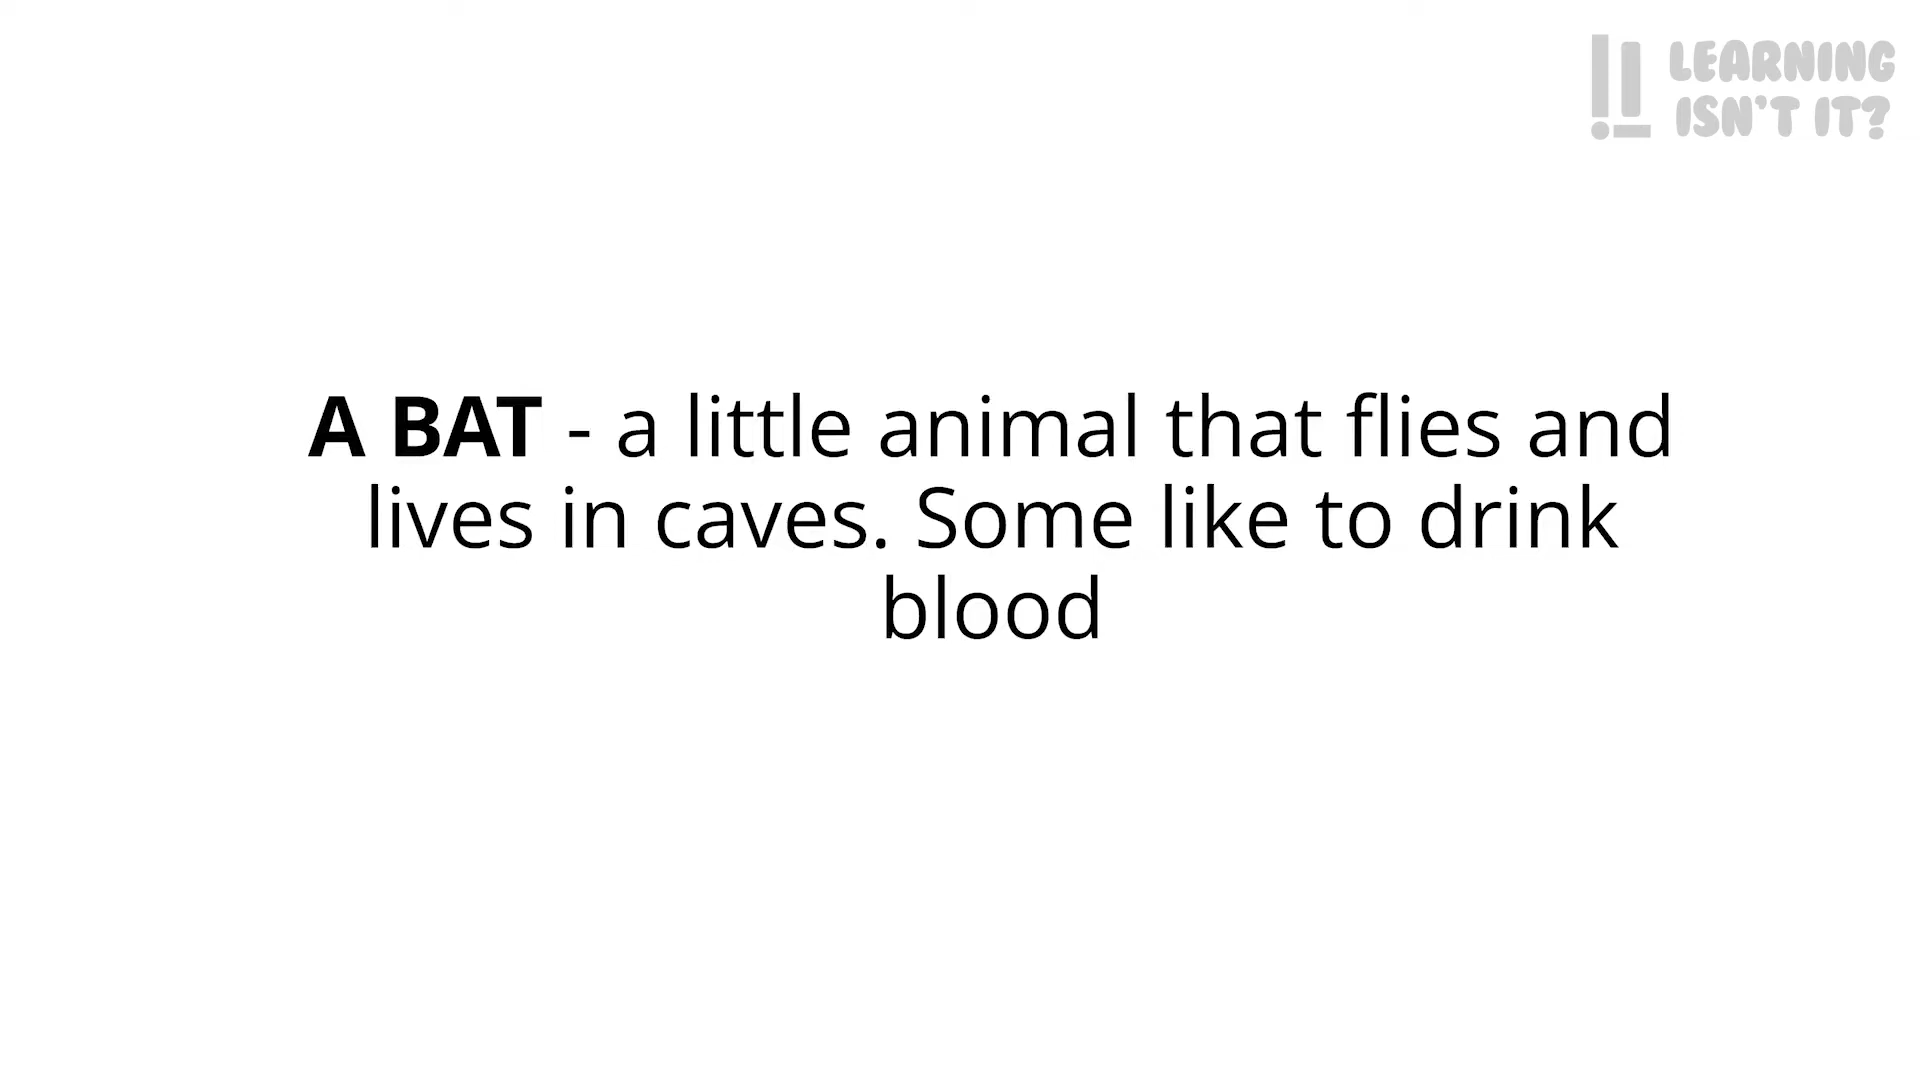 LEARNING
ISN'T IT?
A BAT - a little animal that flies and
lives in caves. Some like to drink
blood